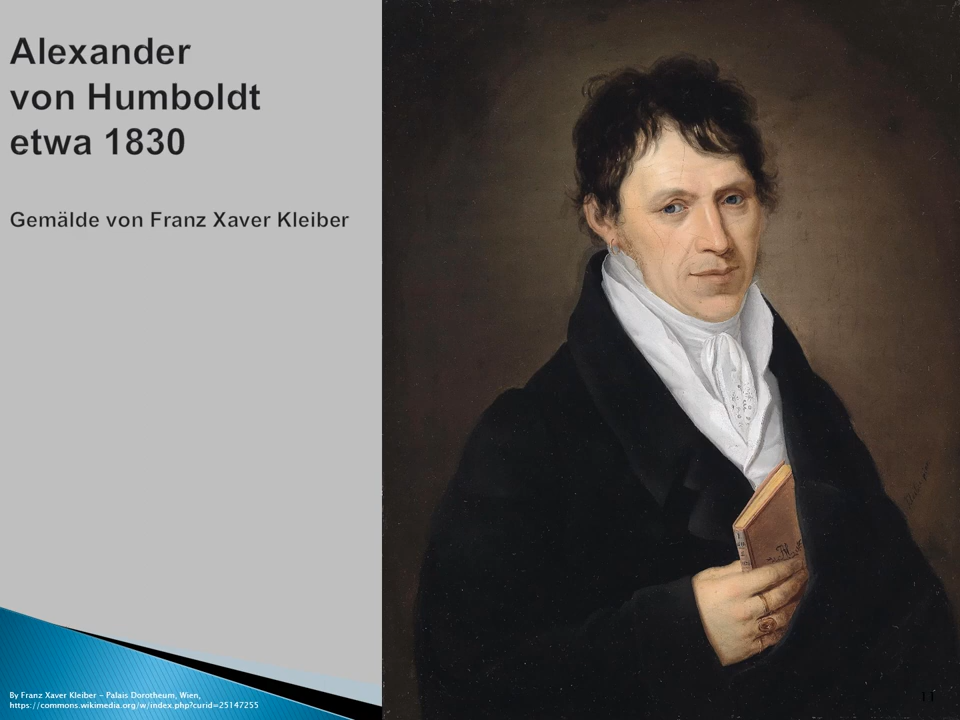 Alexander
von Humboldt
etwa 1830
Gemälde von Franz Xaver Kleiber
By Franz Xaver Kleiber - Palais Dorotheum, Wien,
https://commons.wikimedia.org/w/index.php?curid=25147255
11